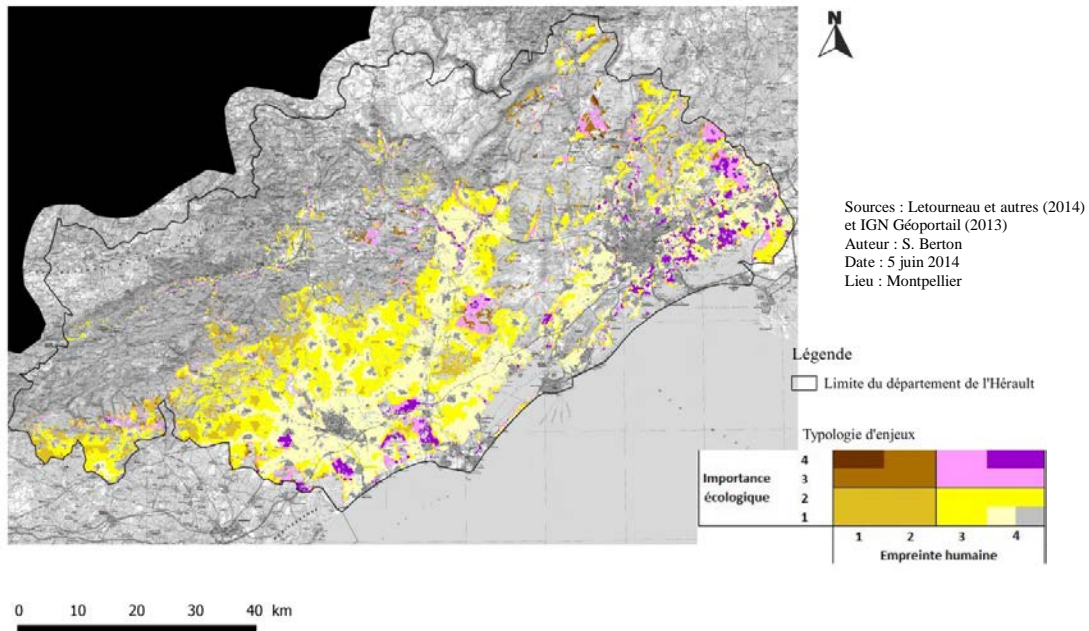 N
Sources : Letourneau et autres (2014)
et IGN Géoportail (2013)
Auteur : S. Berton
Date : 5 juin 2014
Lieu : Montpellier
Légende
Limite du département de l'Hérault
Typologie d'enjeux
Importance
écologique
4
3
2
1
1 2 3 4
Empreinte humaine
0 10 20 30 40 km